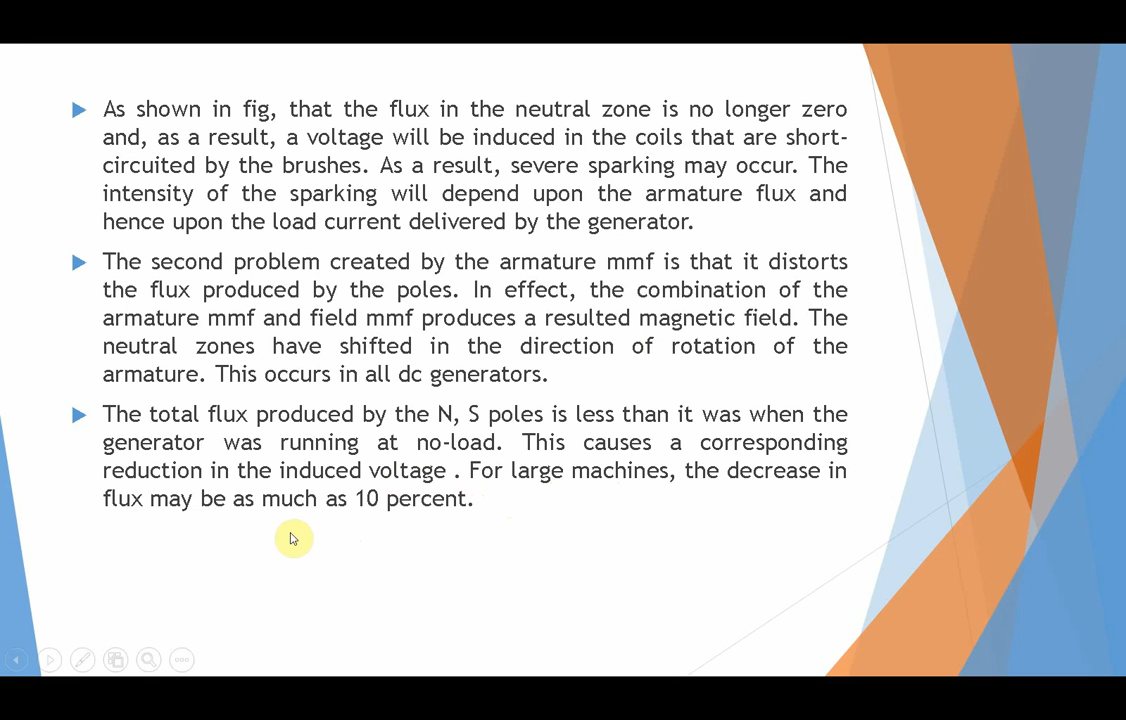 As shown in fig, that the flux in the neutral zone is no longer zero
and, as a result, a voltage will be induced in the coils that are short-
circuited by the brushes. As a result, severe sparking may occur. The
intensity of the sparking will depend upon the armature flux and
hence upon the load current delivered by the generator.
The second problem created by the armature mmf is that it distorts
the flux produced by the poles. In effect, the combination of the
armature mmf and field mmf produces a resulted magnetic field. The
neutral zones have shifted in the direction of rotation of the
armature. This occurs in all dc generators.
The total flux produced by the N, S poles is less than it was when the
generator was running at no-load. This causes a corresponding
reduction in the induced voltage . For large machines, the decrease in
flux may be as much as 10 percent.